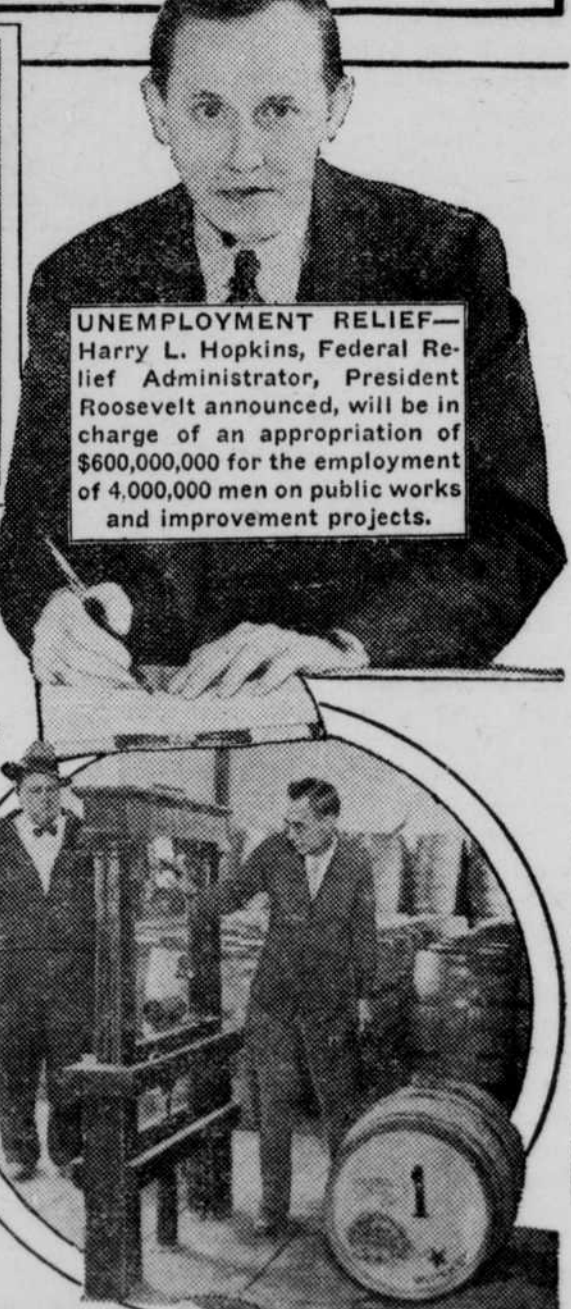 UNEMPLOYMENT RELIEF—
Harry L. Hopkins, Federal Re-
lief Administrator, President
Roosevelt announced, will be in
charge of an appropriation of
$600,000,000 for the employment
of 4,000,000 men on public works
and improvement projects.
1